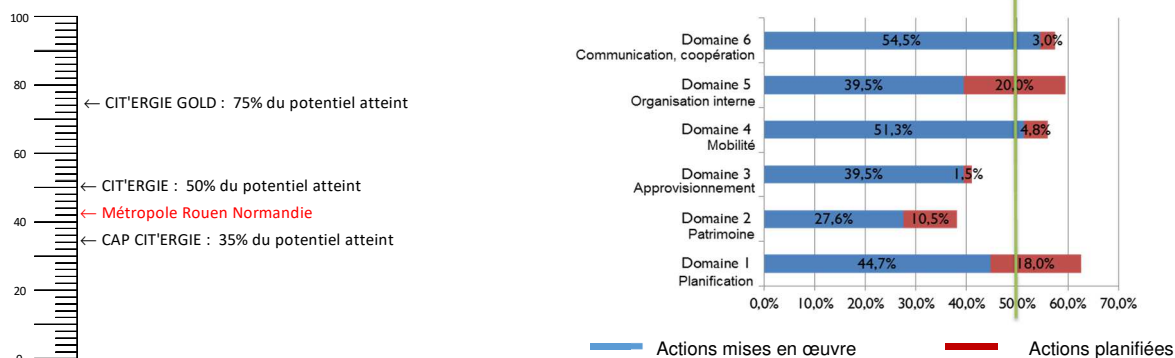 100
80
← CIT'ERGIE GOLD : 75% du potentiel atteint
60
← CIT'ERGIE : 50% du potentiel atteint
← Métropole Rouen Normandie
40
← CAP CIT'ERGIE : 35% du potentiel atteint
20
0
Domaine 6
Communication, coopération
54,5% 3,0%
Domaine 5
Organisation interne
39,5% 20,0%
Domaine 4
Mobilité
51,3% 4,8%
Domaine 3
Approvisionnement
39,5% 1,5%
Domaine 2
Patrimoine
27,6% 10,5%
Domaine 1
Planification
44,7% 18,0%
0,0% 10,0% 20,0% 30,0% 40,0% 50,0% 60,0% 70,0%
Actions mises en œuvre Actions planifiées